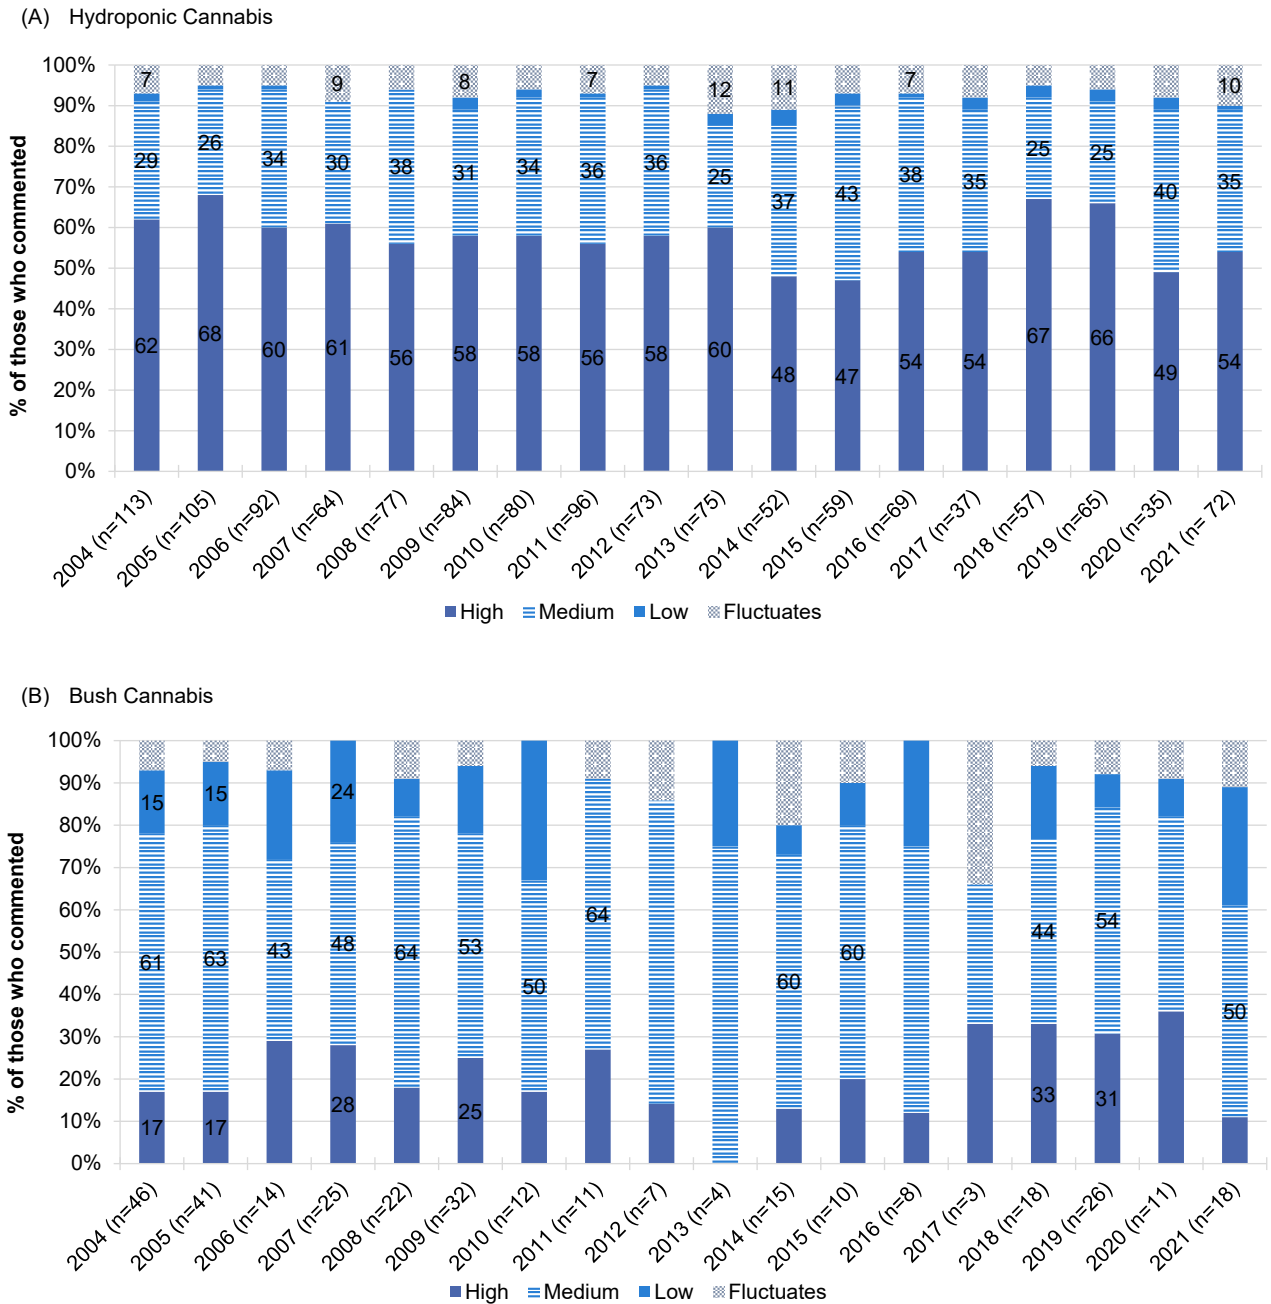 (A) Hydroponic Cannabis
% of those who commented
100%
90%
80%
70%
60%
50%
40%
30%
20%
10%
0%
7 9 8 7 12 11 7 10
29 26 34 30 38 31 34 36 36 25 37 43 38 35 25 25 40 35
62 68 60 61 56 58 58 56 58 60 48 47 54 54 67 66 49 54
2004 (n=113)
2005 (n=105)
2006 (n=92)
2007 (n=64)
2008 (n=77)
2009 (n=84)
2010 (n=80)
2011 (n=96)
2012 (n=73)
2013 (n=75)
2014 (n=52)
2015 (n=59)
2016 (n=69)
2017 (n=37)
2018 (n=57)
2019 (n=65)
2020 (n=35)
2021 (n= 72)
High Medium Low Fluctuates
(B) Bush Cannabis
% of those who commented
100%
90%
80%
70%
60%
50%
40%
30%
20%
10%
0%
15 15 24
61 63 43 48 64 53 50 64 60 60 44 54 50
17 17 28 25 33 31
2004 (n=46)
2005 (n=41)
2006 (n=14)
2007 (n=25)
2008 (n=22)
2009 (n=32)
2010 (n=12)
2011 (n=11)
2012 (n=7)
2013 (n=4)
2014 (n=15)
2015 (n=10)
2016 (n=8)
2017 (n=3)
2018 (n=18)
2019 (n=26)
2020 (n=11)
2021 (n=18)
High Medium Low Fluctuates